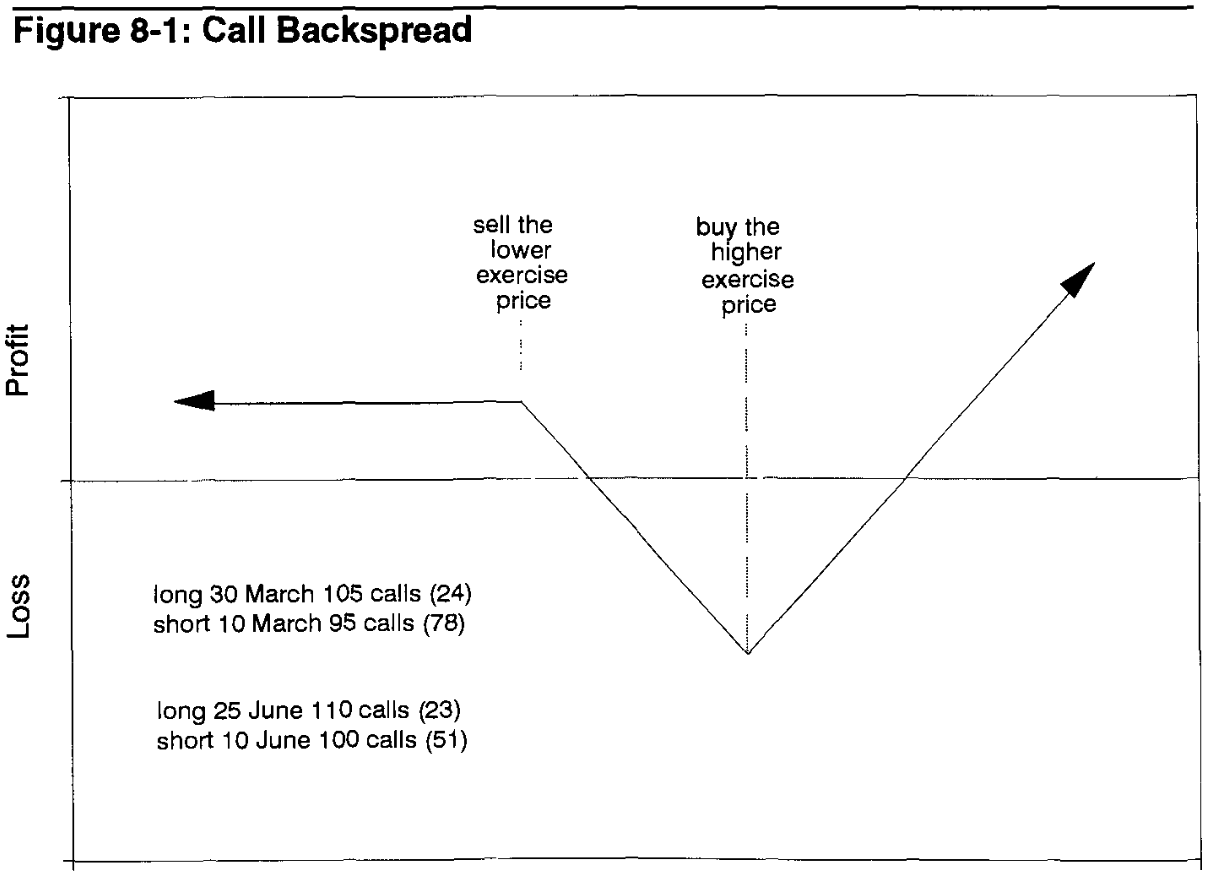 Figure 8-1: Call Backspread
sell the
lower
exercise
price
buy the
higher
exercise
price
Profit
Loss
long 30 March 105 calls (24)
short 10 March 95 calls (78)
long 25 June 110 calls (23)
short 10 June 100 calls (51)